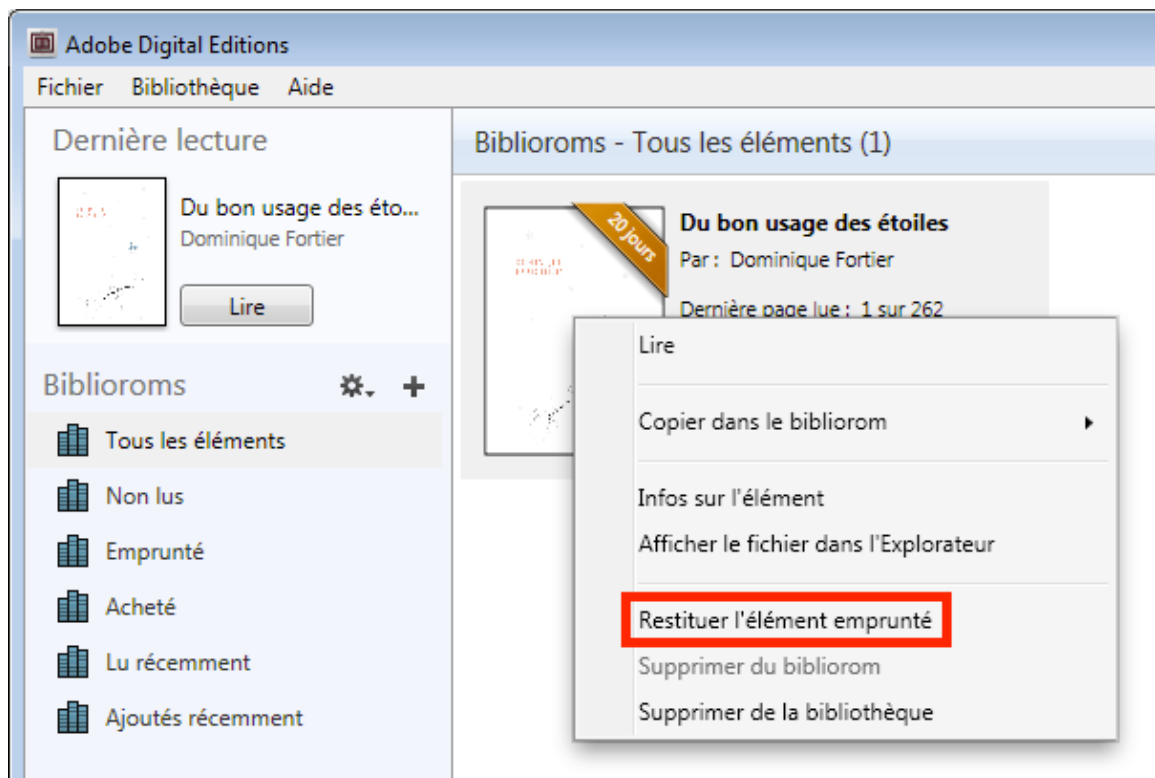 Adobe Digital Editions
Fichier Bibliothèque Aide
Dernière lecture
Du bon usage des éto...
Dominique Fortier
Lire
Biblioroms
Tous les éléments
Non lus
Emprunté
Acheté
Lu récemment
Ajoutés récemment
Biblioroms - Tous les éléments (1)
20 jours
Du bon usage des étoiles
Par : Dominique Fortier
Dernière page lue : 1 sur 262
Lire
Copier dans le bibliorom
Infos sur l'élément
Afficher le fichier dans l'Explorateur
Restituer l'élément emprunté
Supprimer du bibliorom
Supprimer de la bibliothèque